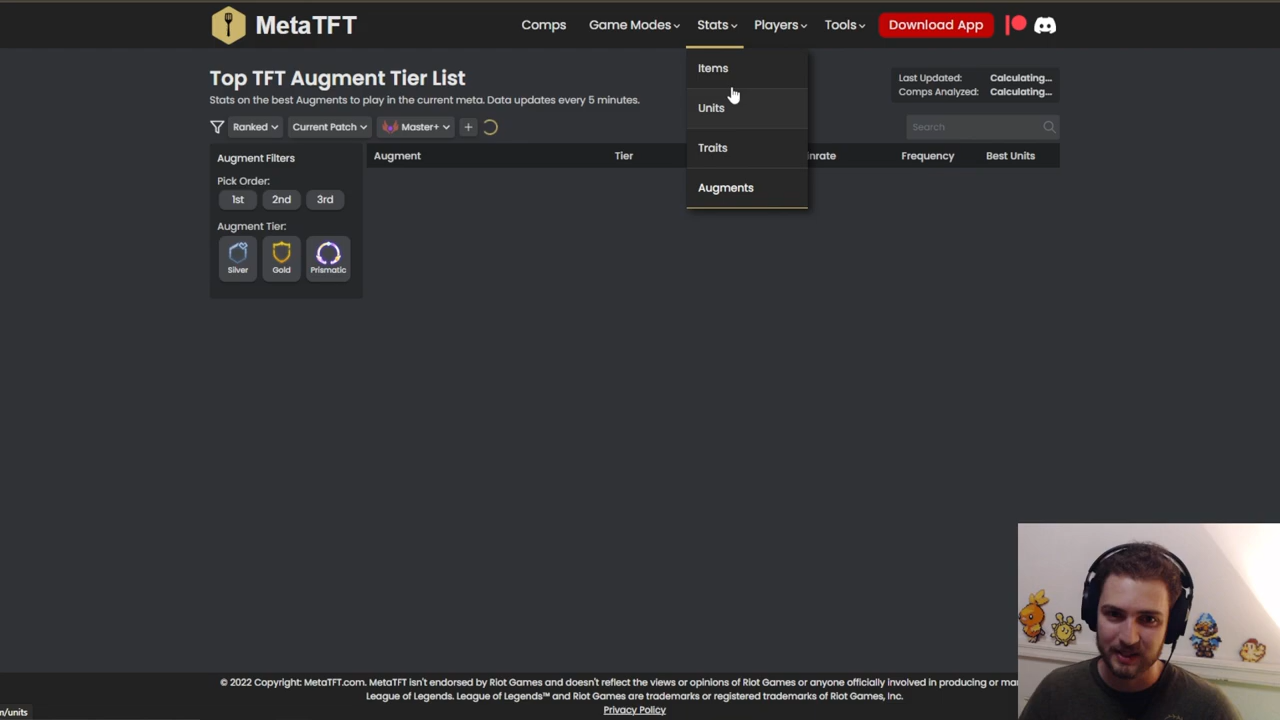 MetaTFT
Comps
Game Modes
Stats
Players
Tools
Download App
Items
Units
Traits
Augments
Top TFT Augment Tier List
Stats on the best Augments to play in the current meta. Data updates every 5 minutes.
Last Updated: Calculating...
Comps Analyzed: Calculating...
Ranked
Current Patch
Master+
+
Search
Augment Filters
Pick Order:
1st 2nd 3rd
Augment Tier:
Silver Gold Prismatic
Augment Tier nrate Frequency Best Units
© 2022 Copyright: MetaTFT.com. MetaTFT isn't endorsed by Riot Games and doesn't reflect the views or opinions of Riot Games or anyone officially involved in producing or ma
League of Legends. League of Legends™ and Riot Games are trademarks or registered trademarks of Riot Games, Inc.
Privacy Policy
m/units